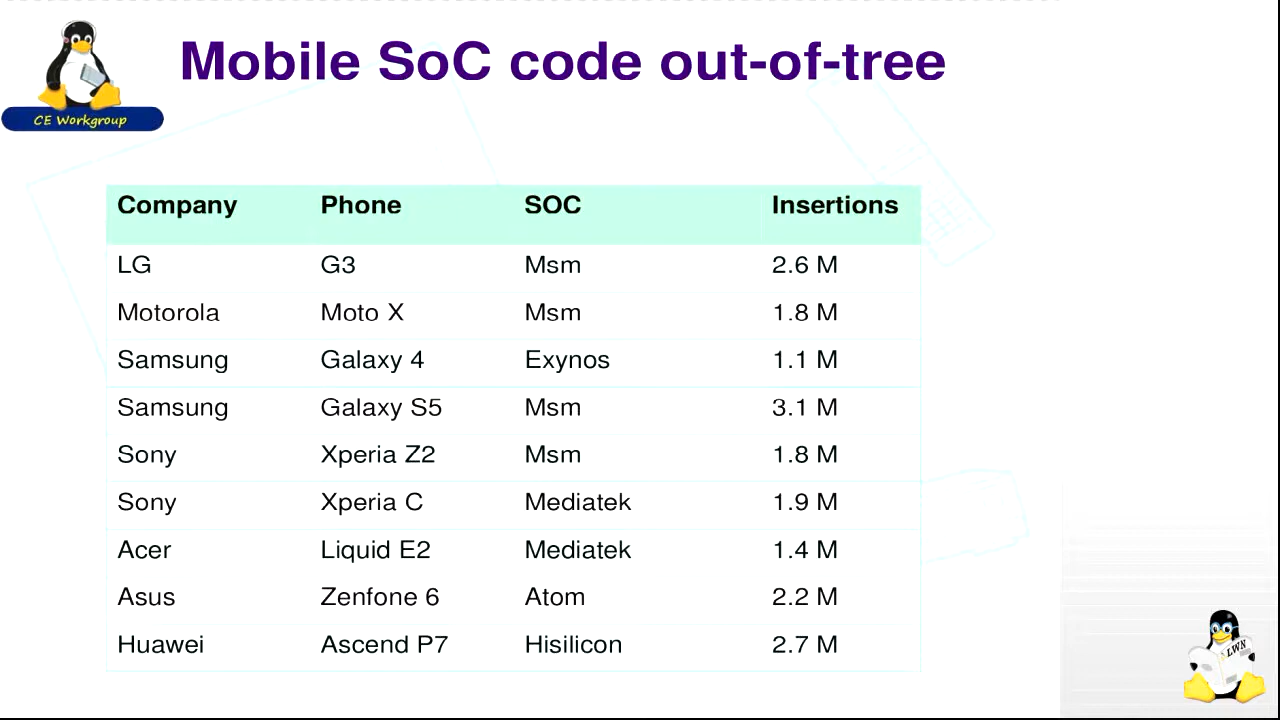 Mobile SoC code out-of-tree
CE Workgroup
Company Phone SOC Insertions
LG G3 Msm 2.6 M
Motorola Moto X Msm 1.8 M
Samsung Galaxy 4 Exynos 1.1 M
Samsung Galaxy S5 Msm 3.1 M
Sony Xperia Z2 Msm 1.8 M
Sony Xperia C Mediatek 1.9 M
Acer Liquid E2 Mediatek 1.4 M
Asus Zenfone 6 Atom 2.2 M
Huawei Ascend P7 Hisilicon 2.7 M
LWN